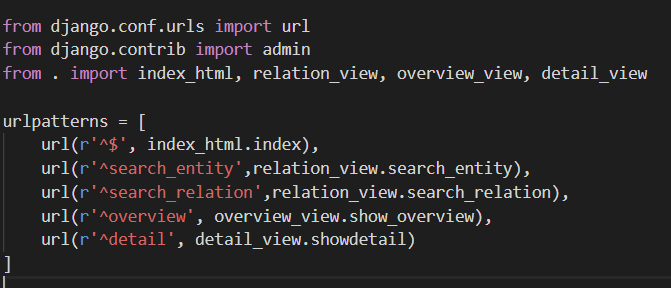 from django.conf.urls import url
from django.contrib import admin
from . import index_html, relation_view, overview_view, detail_view
urlpatterns = [
    url(r'^$', index_html.index),
    url(r'^search_entity',relation_view.search_entity),
    url(r'^search_relation',relation_view.search_relation),
    url(r'^overview', overview_view.show_overview),
    url(r'^detail', detail_view.showdetail)
]